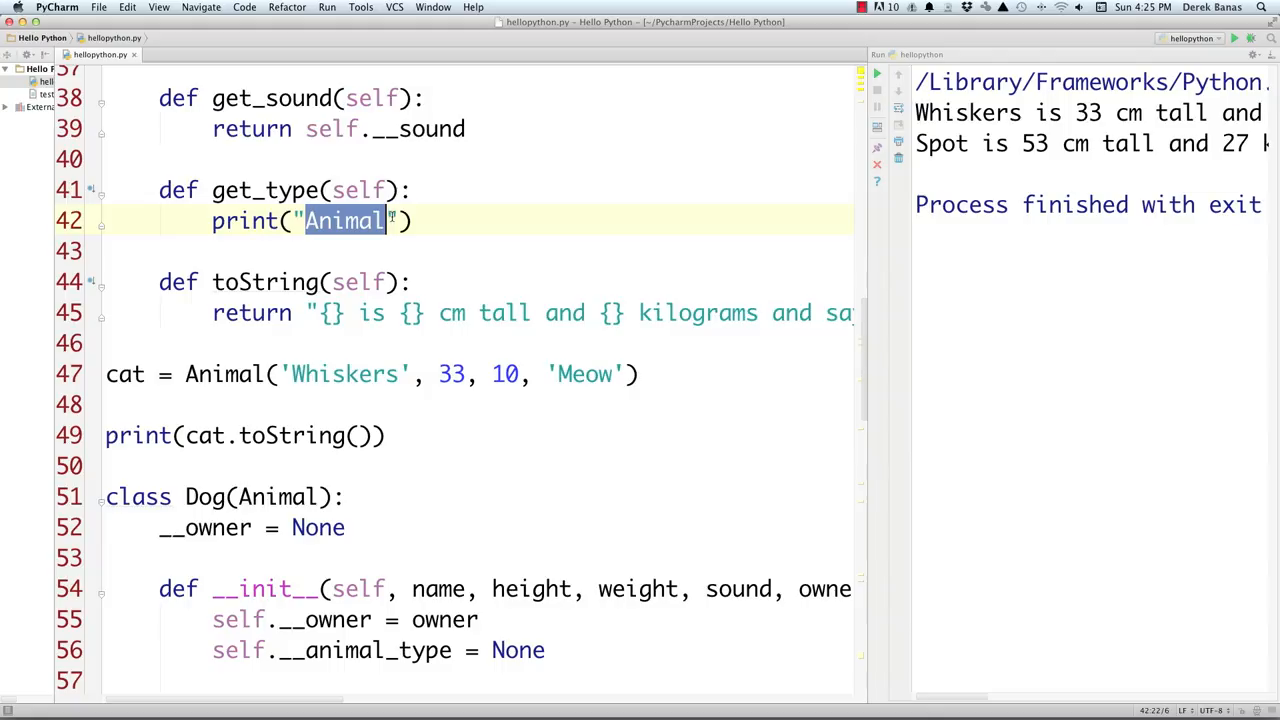 PyCharm File Edit View Navigate Code Refactor Run Tools VCS Window Help 10 Sun 4:25 PM Derek Banas
hellopython.py – Hello Python – [~/PycharmProjects/Hello Python]
Hello Python hellopython.py hellopython
hellopython.py Run hellopython
Hello P
hell
test
Externa
37
38 def get_sound(self):
39 return self.__sound
40
41 def get_type(self):
42 print("Animal")
43
44 def toString(self):
45 return "{} is {} cm tall and {} kilograms and say
46
47 cat = Animal('Whiskers', 33, 10, 'Meow')
48
49 print(cat.toString())
50
51 class Dog(Animal):
52 __owner = None
53
54 def __init__(self, name, height, weight, sound, owne
55 self.__owner = owner
56 self.__animal_type = None
57
/Library/Frameworks/Python.
Whiskers is 33 cm tall and
Spot is 53 cm tall and 27 k
Process finished with exit
42:22/6 LF UTF-8